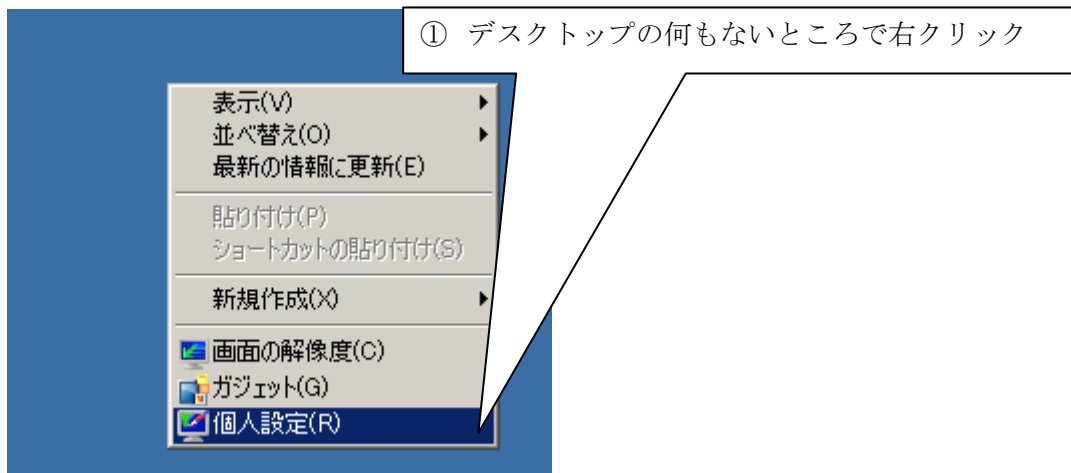 ① デスクトップの何もないところで右クリック
表示(V)
並べ替え(O)
最新の情報に更新(E)
貼り付け(P)
ショートカットの貼り付け(S)
新規作成(X)
画面の解像度(C)
ガジェット(G)
個人設定(R)